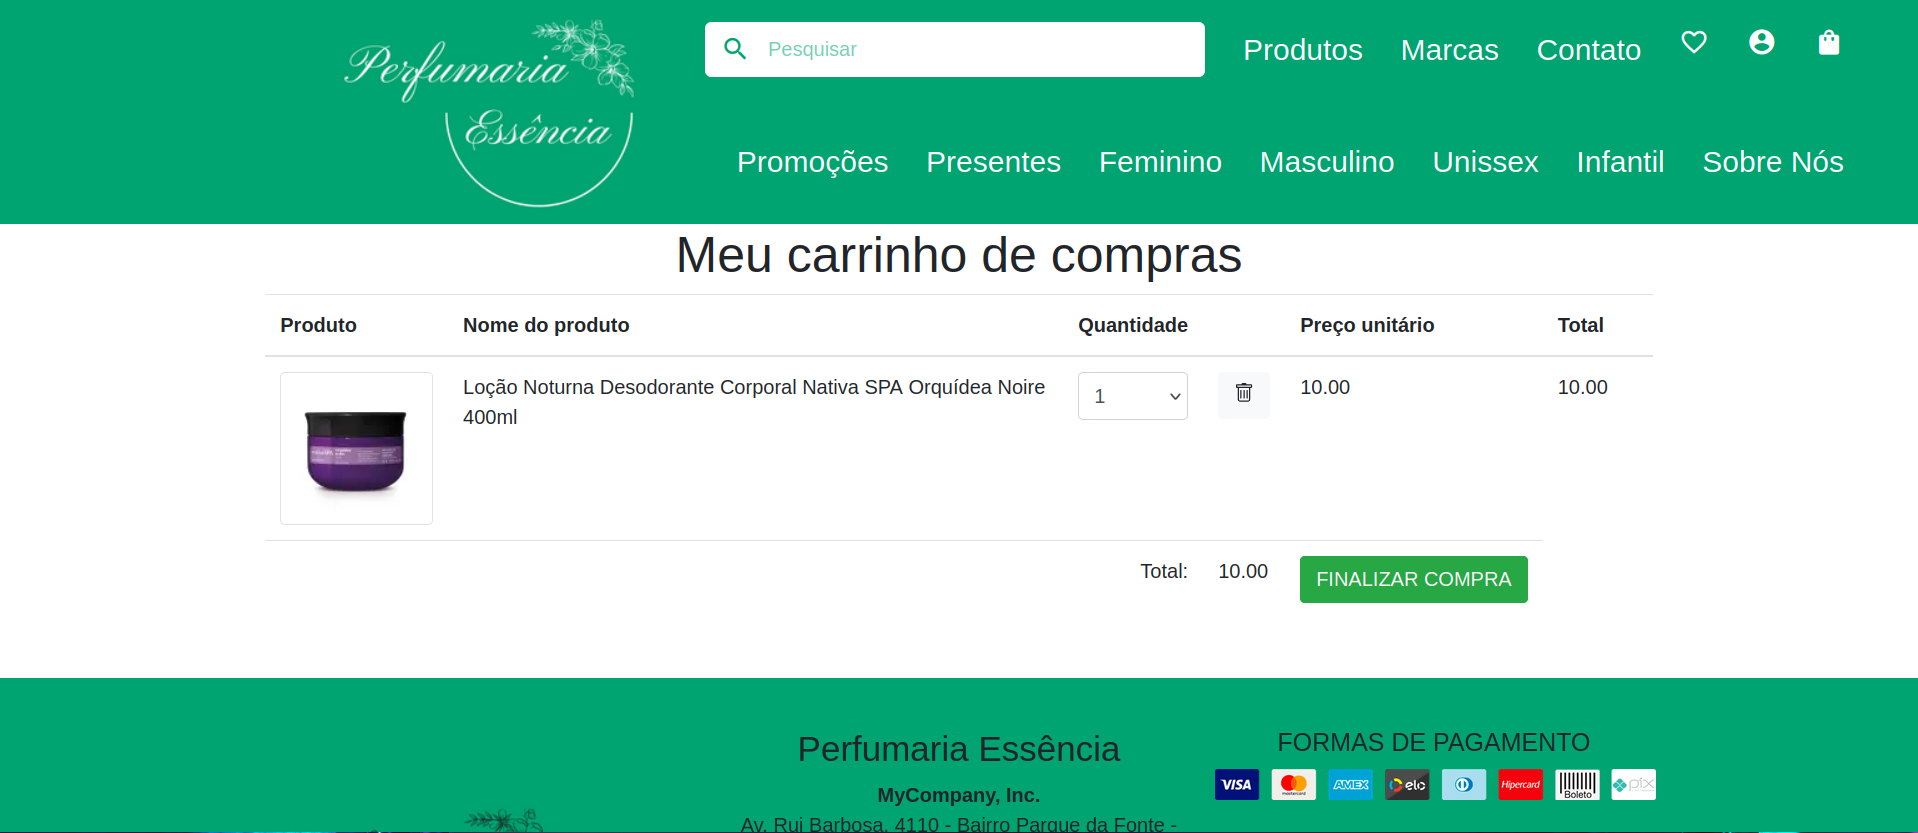 Perfumaria
Essência
Pesquisar
Produtos Marcas Contato
Promoções Presentes Feminino Masculino Unissex Infantil Sobre Nós
Meu carrinho de compras
Produto Nome do produto Quantidade Preço unitário Total
Loção Noturna Desodorante Corporal Nativa SPA Orquídea Noire
400ml
1
10.00
10.00
Total: 10.00 FINALIZAR COMPRA
Perfumaria Essência
MyCompany, Inc.
Av. Rui Barbosa, 4110 - Bairro Parque da Fonte -
FORMAS DE PAGAMENTO
VISA mastercard AMEX elo Hipercard Boleto pix